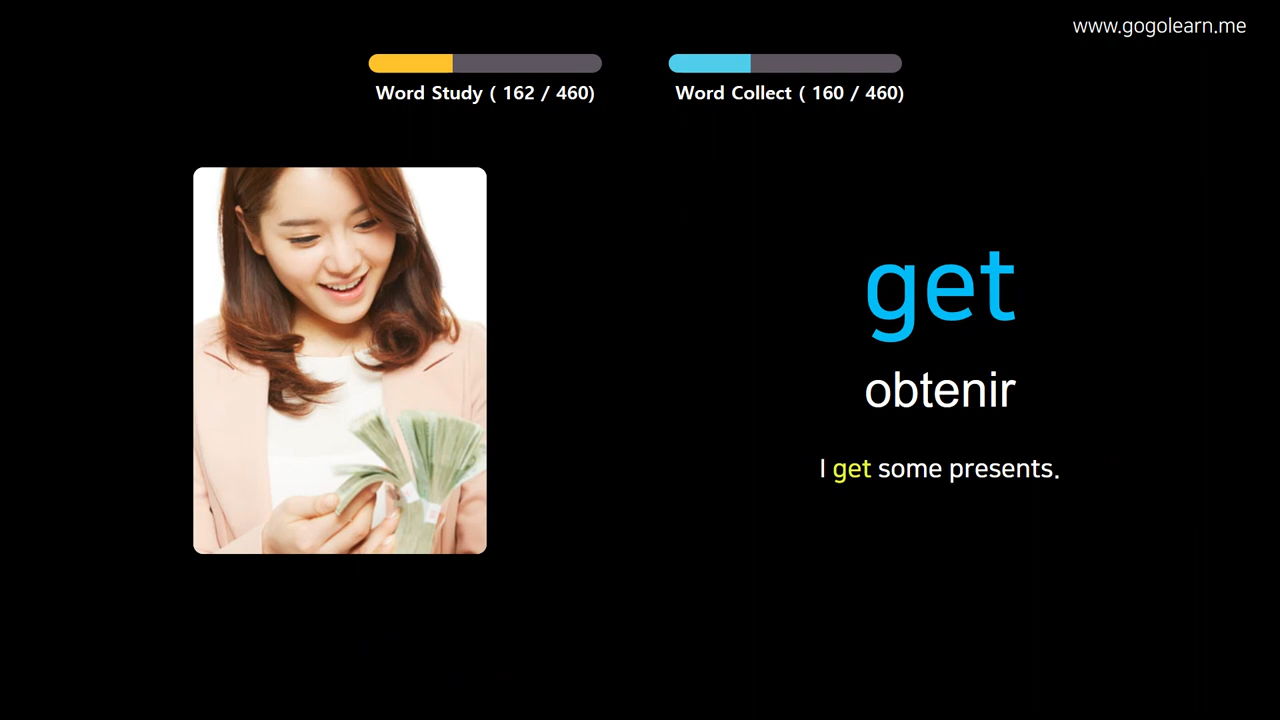 www.gogolearn.me
Word Study ( 162 / 460)
Word Collect ( 160 / 460)
get
obtenir
I get some presents.